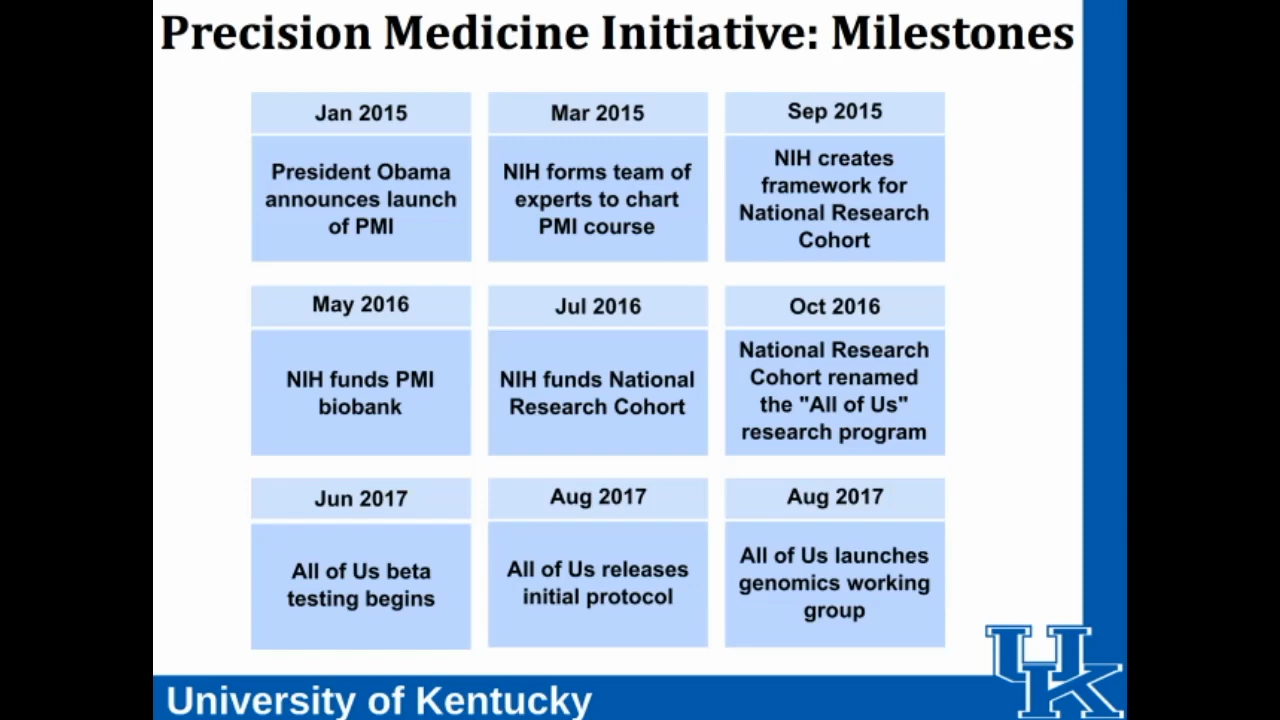 Precision Medicine Initiative: Milestones
Jan 2015
President Obama
announces launch
of PMI
Mar 2015
NIH forms team of
experts to chart
PMI course
Sep 2015
NIH creates
framework for
National Research
Cohort
May 2016
NIH funds PMI
biobank
Jul 2016
NIH funds National
Research Cohort
Oct 2016
National Research
Cohort renamed
the "All of Us"
research program
Jun 2017
All of Us beta
testing begins
Aug 2017
All of Us releases
initial protocol
Aug 2017
All of Us launches
genomics working
group
University of Kentucky
UK